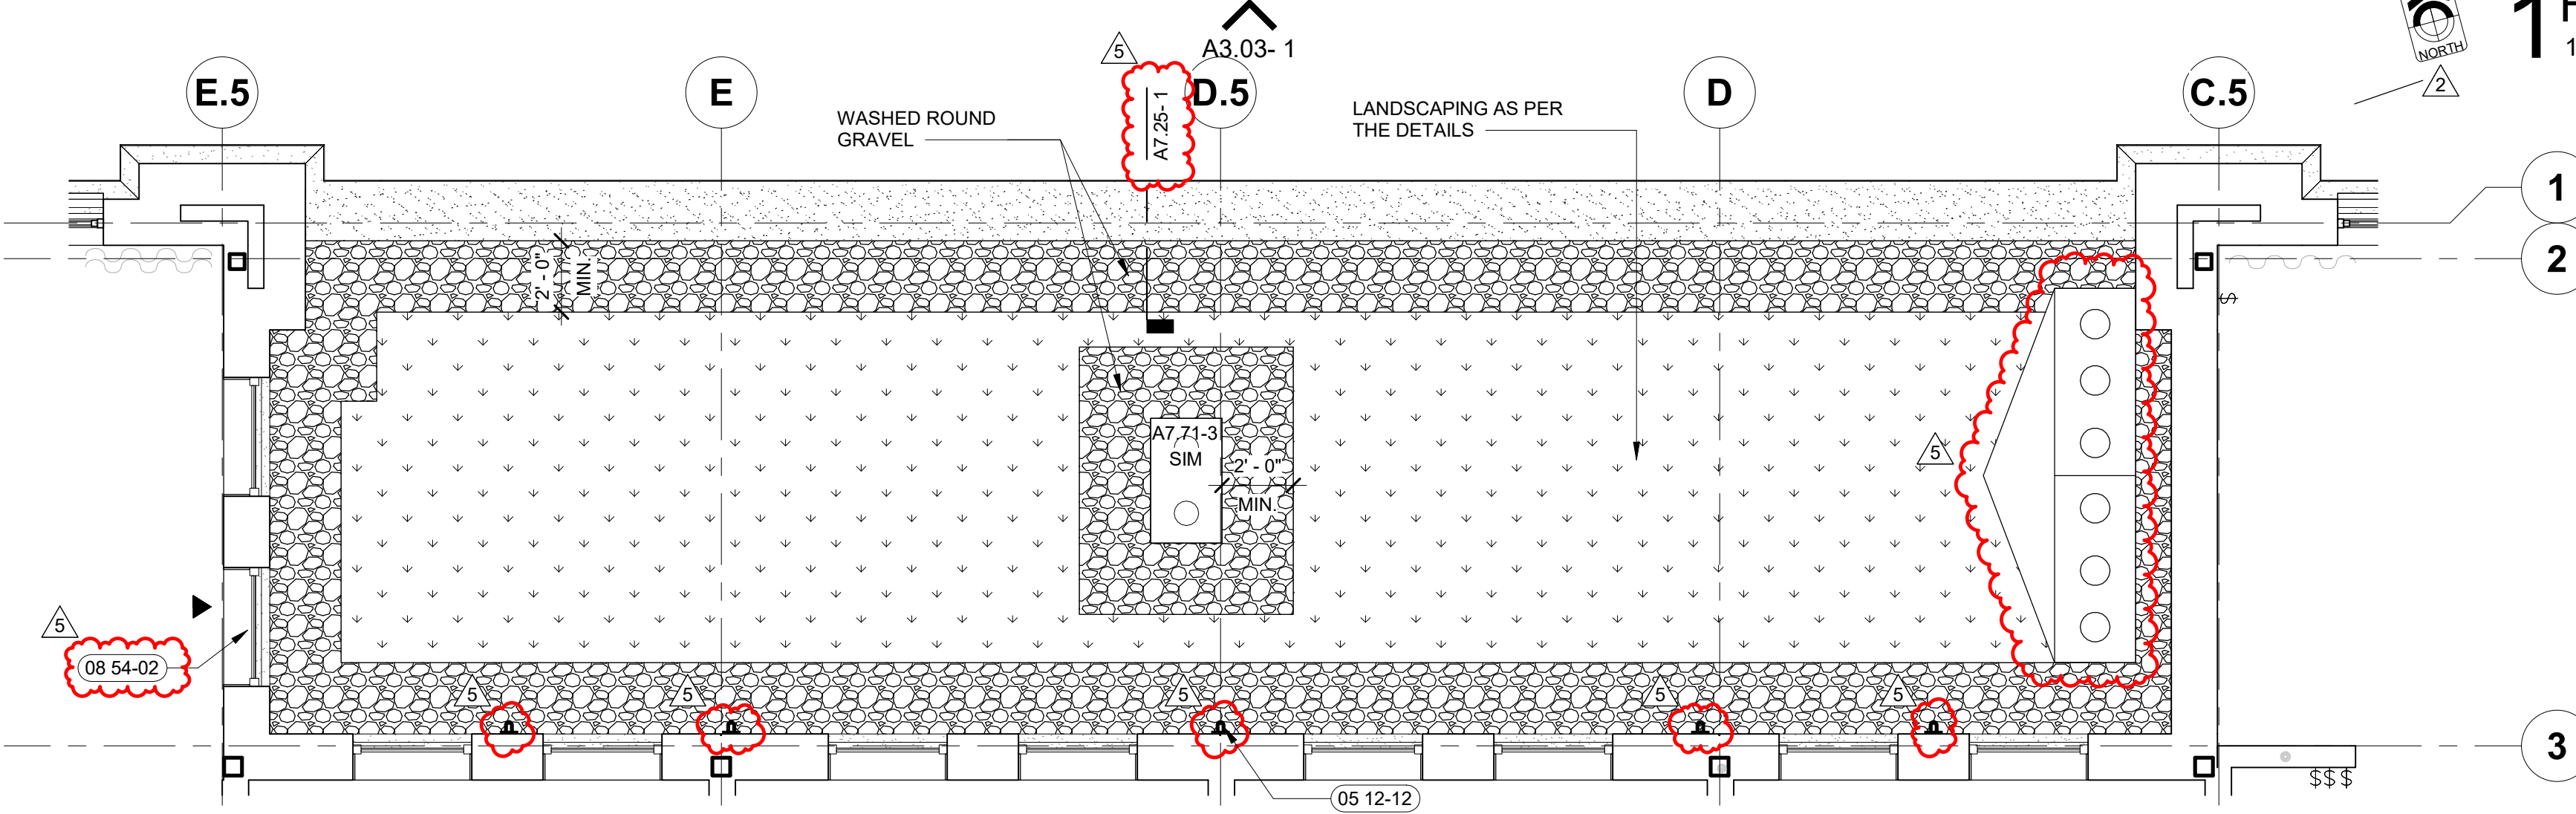 5
A3.03- 1
NORTH
1
2
E.5
E
A7.25- 1
D.5
D
C.5
WASHED ROUND
GRAVEL
LANDSCAPING AS PER
THE DETAILS
1
2
2' - 0"
MIN.
$
A7.71-3
SIM
2' - 0"
MIN.
5
5
08 54-02
5
5
5
5
5
3
$$ $
05 12-12